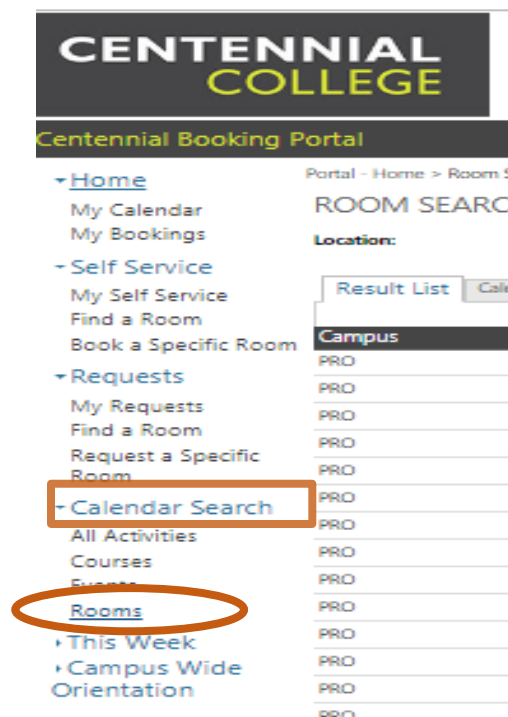 CENTENNIAL
COLLEGE
Centennial Booking Portal
Home
My Calendar
My Bookings
Self Service
My Self Service
Find a Room
Book a Specific Room
Requests
My Requests
Find a Room
Request a Specific
Room
Calendar Search
All Activities
Courses
Events
Rooms
This Week
Campus Wide
Orientation
Portal - Home > Room S
ROOM SEARC
Location:
Result List Cale
Campus
PRO
PRO
PRO
PRO
PRO
PRO
PRO
PRO
PRO
PRO
PRO
PRO
PRO
PRO